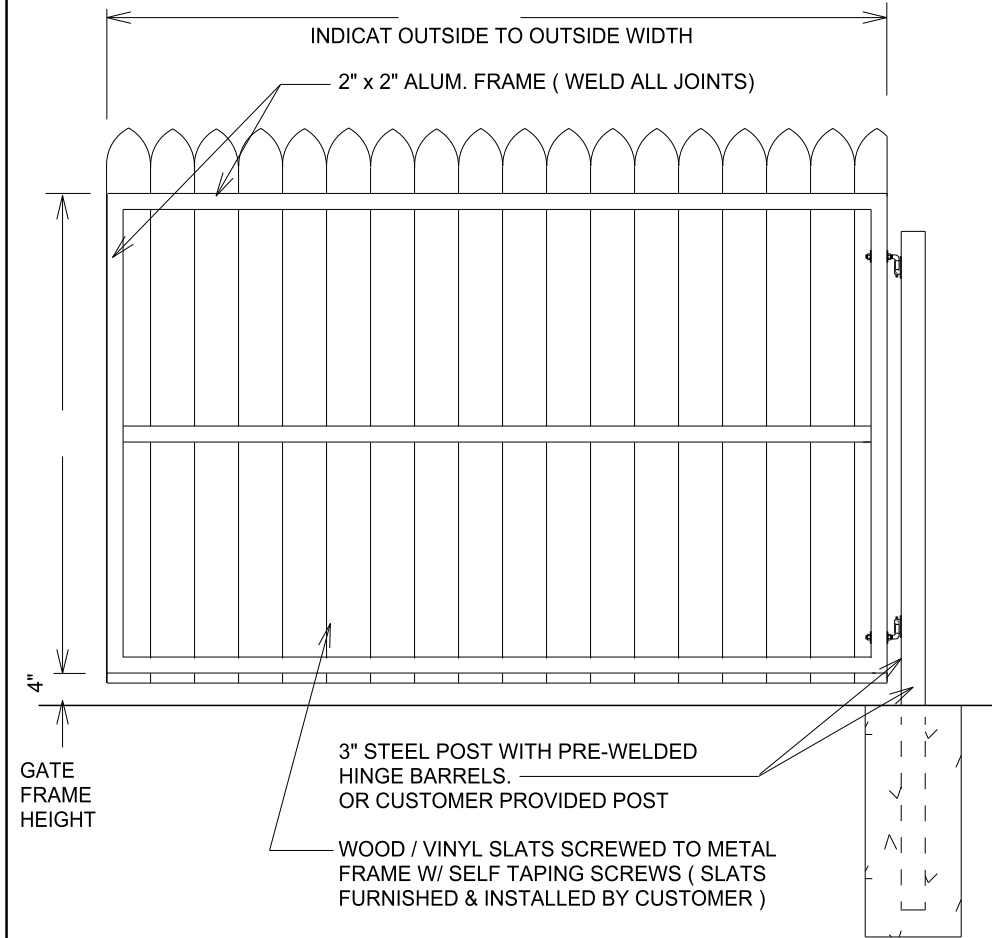 INDICAT OUTSIDE TO OUTSIDE WIDTH
2" x 2" ALUM. FRAME ( WELD ALL JOINTS)
4"
GATE
FRAME
HEIGHT
3" STEEL POST WITH PRE-WELDED
HINGE BARRELS.
OR CUSTOMER PROVIDED POST
WOOD / VINYL SLATS SCREWED TO METAL
FRAME W/ SELF TAPING SCREWS ( SLATS
FURNISHED & INSTALLED BY CUSTOMER )